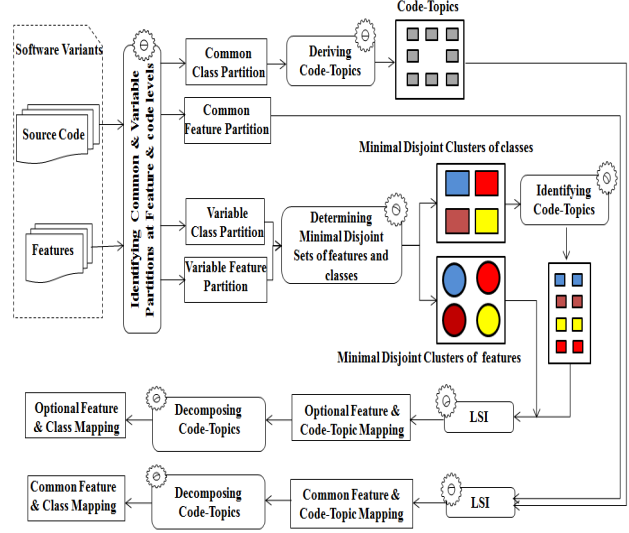 Code-Topics
Software Variants
Source Code
Features
Identifying Common & Variable
Partitions at Feature & code levels
Common
Class Partition
Deriving
Code-Topics
Common
Feature Partition
Variable
Class Partition
Variable Feature
Partition
Determining
Minimal Disjoint
Sets of features and
classes
Minimal Disjoint Clusters of classes
Identifying
Code-Topics
Minimal Disjoint Clusters of features
Optional Feature
& Class Mapping
Decomposing
Code-Topics
Optional Feature &
Code-Topic Mapping
LSI
Common Feature
& Class Mapping
Decomposing
Code-Topics
Common Feature &
Code-Topic Mapping
LSI